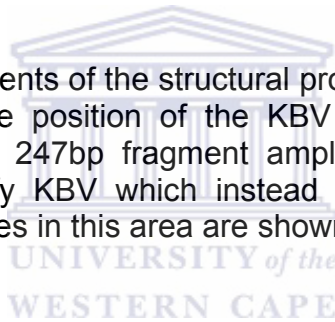 ents of the structural pro
e position of the KBV
247bp fragment ampl
y KBV which instead
es in this area are shown
UNIVERSITY of the
WESTERN CAPE